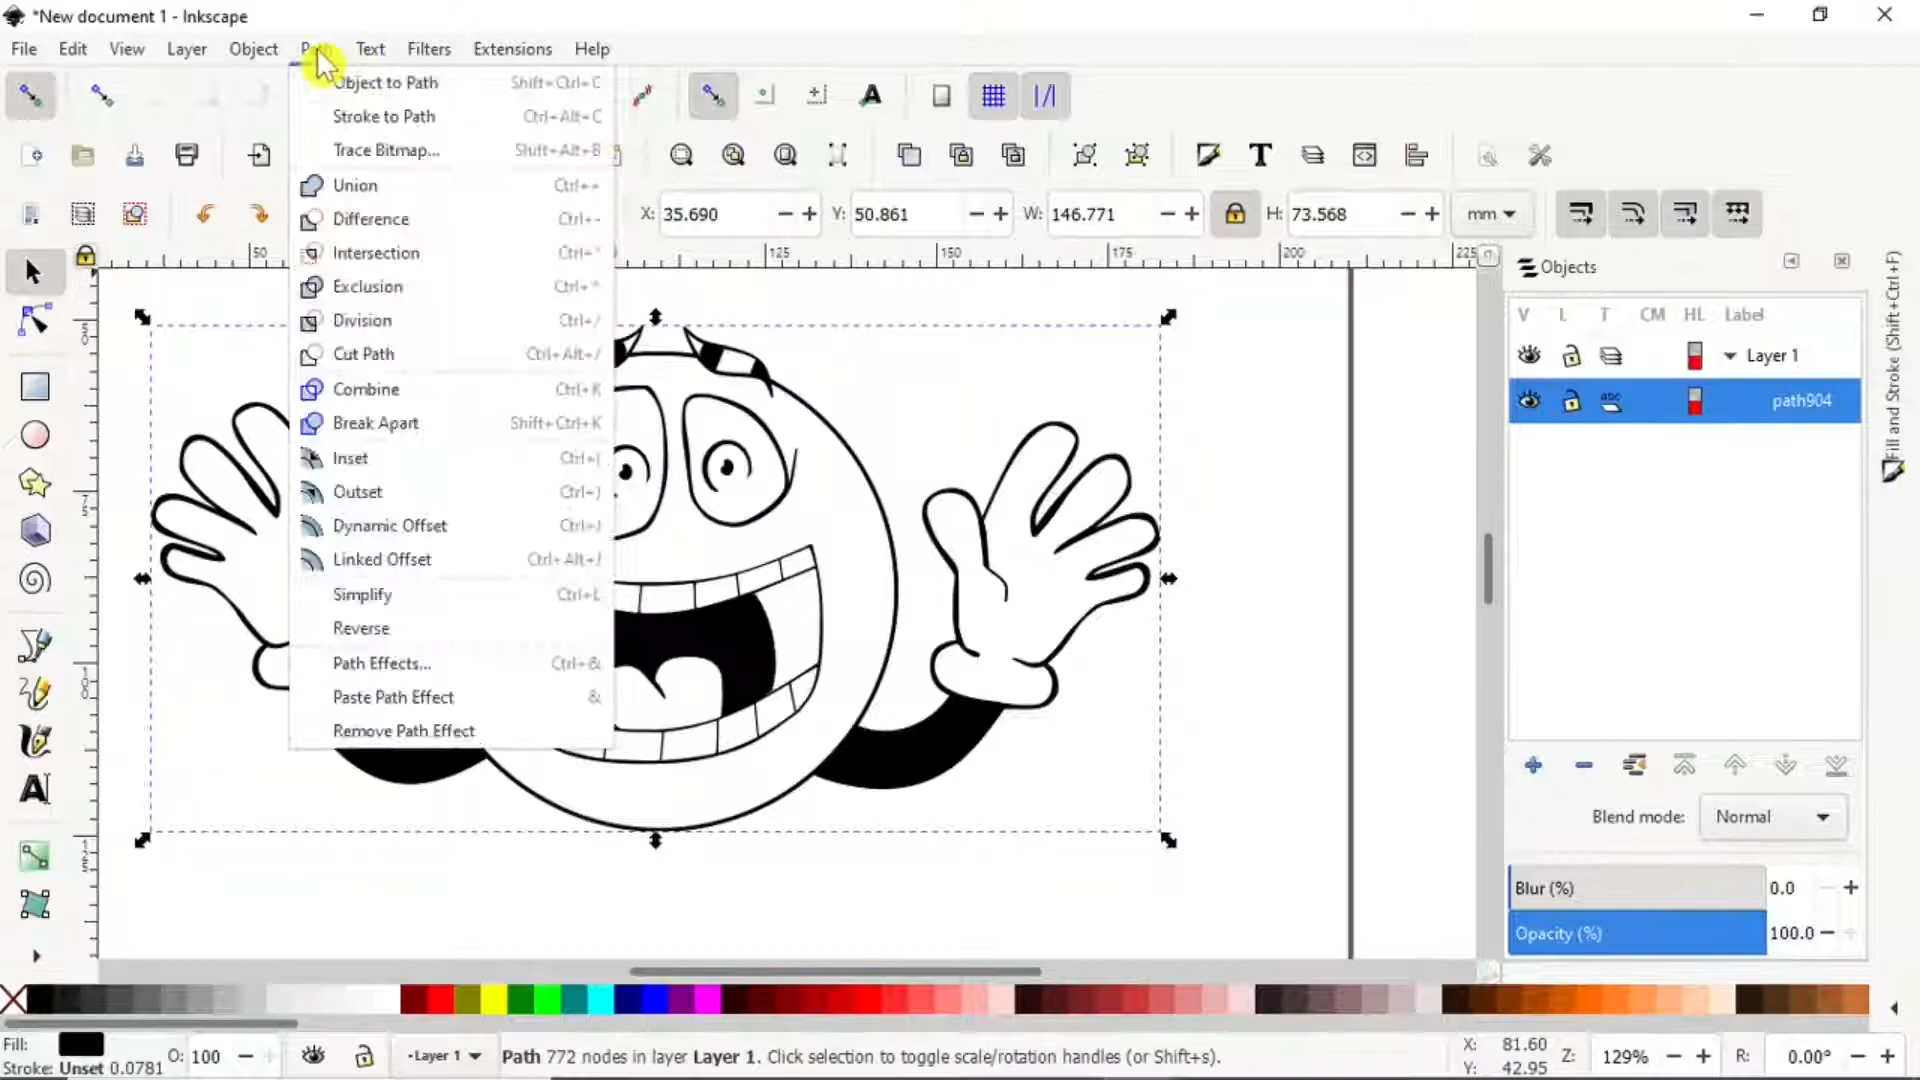 *New document 1 - Inkscape
File Edit View Layer Object Text Filters Extensions Help
Object to Path Shift+Ctrl+C
Stroke to Path Ctrl+Alt+C
Trace Bitmap... Shift+Alt+B
Union Ctrl++
Difference Ctrl+-
Intersection Ctrl+*
Exclusion Ctrl+^
Division Ctrl+/
Cut Path Ctrl+Alt+/
Combine Ctrl+K
Break Apart Shift+Ctrl+K
Inset Ctrl+(
Outset Ctrl+)
Dynamic Offset Ctrl+J
Linked Offset Ctrl+Alt+J
Simplify Ctrl+L
Reverse
Path Effects... Ctrl+&
Paste Path Effect &
Remove Path Effect
X: 35.690 Y: 50.861 W: 146.771 H: 73.568 mm
50 125 150 175 200 225
Objects
V L T CM HL Label
Layer 1
path904
Blend mode: Normal
Blur (%) 0.0
Opacity (%) 100.0
Fill and Stroke (Shift+Ctrl+F)
Fill:
Stroke: Unset 0.0781
O: 100
-Layer 1
Path 772 nodes in layer Layer 1. Click selection to toggle scale/rotation handles (or Shift+s).
X: 81.60
Y: 42.95
Z: 129%
R: 0.00°